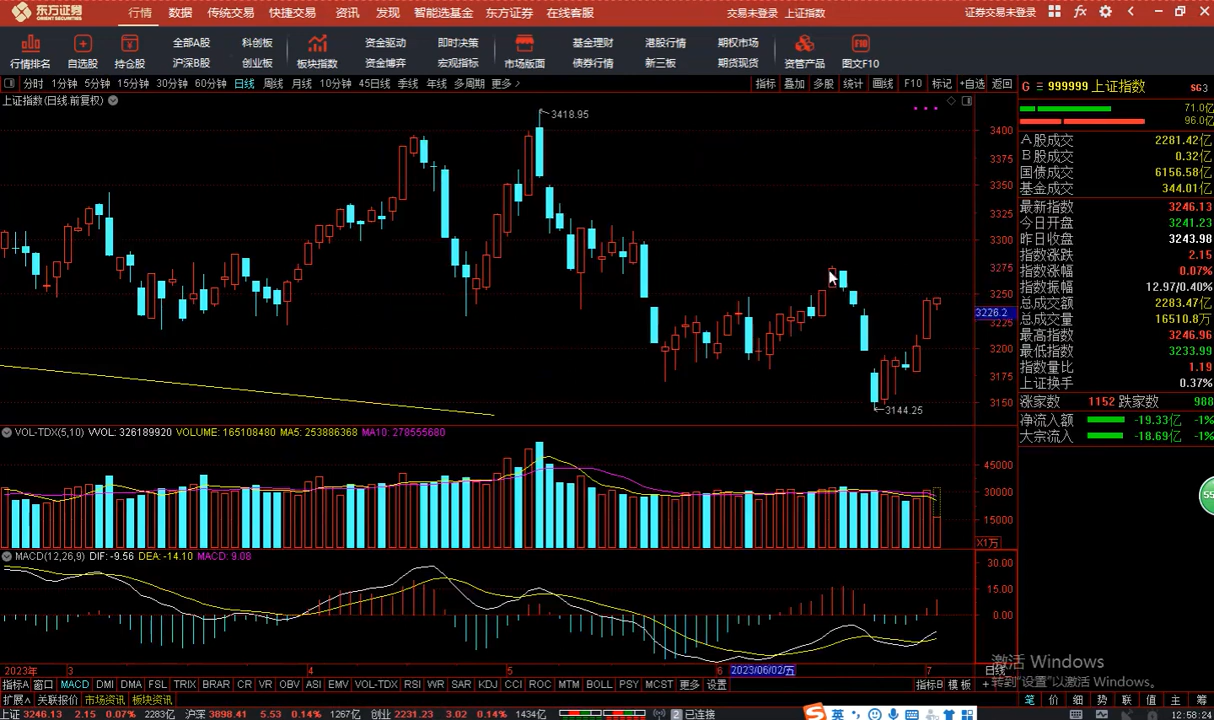 东方证券 行情 数据 传统交易 快捷交易 资讯 发现 智能选基金 东方证券 在线客服 交易未登录 上证指数 证券交易未登录
ORIENT SECURITIES
全部A股 科创板 资金驱动 即时决策 基金理财 港股行情 期权市场
行情排名 自选股 持仓股 沪深B股 创业板 板块指数 资金博弈 宏观指标 市场版面 债券行情 新三板 期货现货 资管产品 图文F10
分时 1分钟 5分钟 15分钟 30分钟 60分钟 日线 周线 月线 10分钟 45日线 季线 年线 多周期 更多 指标 叠加 多股 统计 画线 F10 标记 +自选 返回
G 999999 上证指数
上证指数(日线 前复权)
3418.95
3400
3375
3350
3325
3300
3275
3250
3226.2
3225
3200
3175
3150
3144.25
71.0亿
96.0亿
A股成交 2281.42亿
B股成交 0.32亿
国债成交 6156.58亿
基金成交 344.01亿
最新指数 3246.13
今日开盘 3241.23
昨日收盘 3243.98
指数涨跌 2.15
指数涨幅 0.07%
指数振幅 12.97/0.40%
总成交额 2283.47亿
总成交量 16510.8万
最高指数 3246.96
最低指数 3233.99
指数量比 1.19
上证换手 0.37%
涨家数 1152 跌家数 988
净流入额 -19.33亿 -1%
大宗流入 -18.69亿 -1%
VOL-TDX(5,10) VVOL: 326189920 VOLUME: 165108480 MA5: 253886368 MA10: 278555680
45000
30000
15000
X1万
MACD(12,26,9) DIF: -9.56 DEA: -14.10 MACD: 9.08
30.00
15.00
0.00
2023年 3 4 5 6 2023/06/02/五 7 日线
激活 Windows
转到"设置"以激活 Windows。
指标A 窗口 MACD DMI DMA FSL TRIX BRAR CR VR OBV ASI EMV VOL-TDX RSI WR SAR KDJ CCI ROC MTM BOLL PSY MCST 更多 设置 指标B 模板
扩展∧ 关联报价 市场资讯 板块资讯 笔 价 细 势 联 值 主 筹
上证 3246.13 2.15 0.07% 2283亿 沪深 3898.41 5.53 0.14% 1267亿 创业 2231.23 3.02 0.14% 1434亿 2 已连接 英 12:58:24